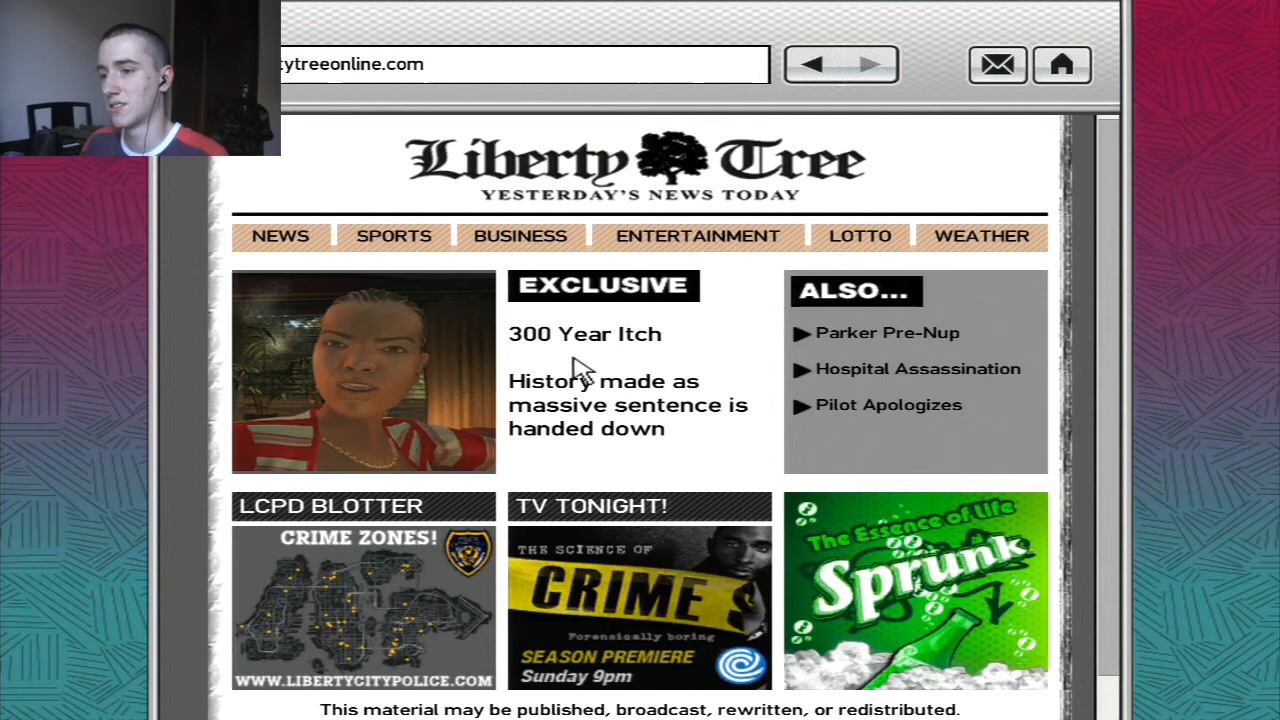 tytreeonline.com
Liberty Tree
YESTERDAY'S NEWS TODAY
NEWS SPORTS BUSINESS ENTERTAINMENT LOTTO WEATHER
EXCLUSIVE
300 Year Itch
History made as
massive sentence is
handed down
ALSO...
Parker Pre-Nup
Hospital Assassination
Pilot Apologizes
LCPD BLOTTER
CRIME ZONES!
WWW.LIBERTYCITYPOLICE.COM
TV TONIGHT!
THE SCIENCE OF
CRIME
Forensically boring
SEASON PREMIERE
Sunday 9pm
The Essence of Life
Sprunk
This material may be published, broadcast, rewritten, or redistributed.